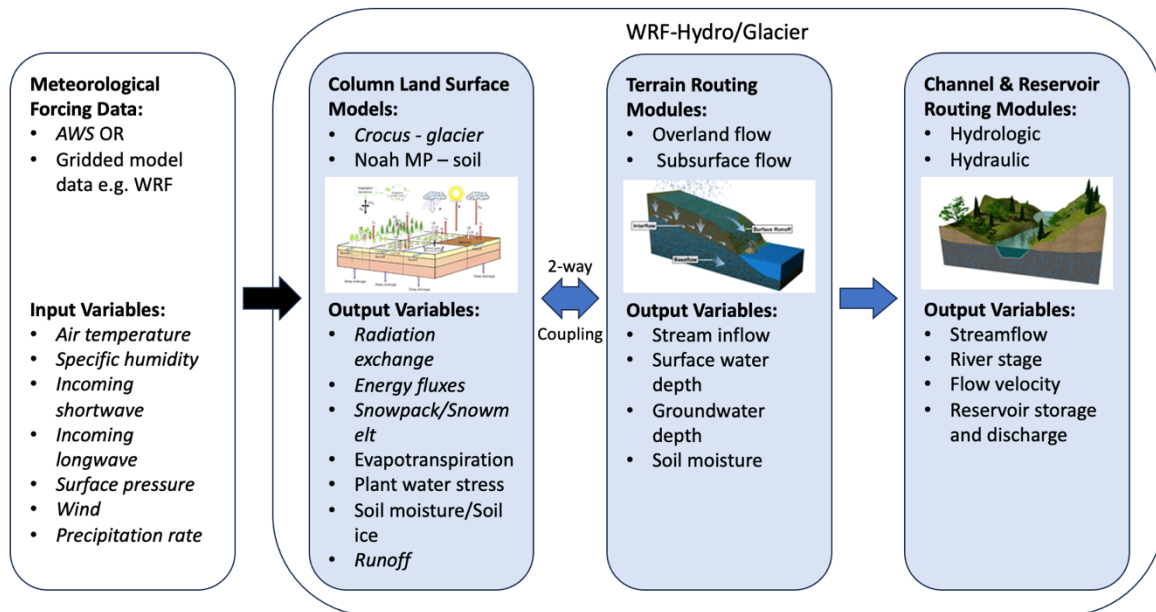 WRF-Hydro/Glacier
Meteorological
Forcing Data:
• AWS OR
• Gridded model
data e.g. WRF
Input Variables:
• Air temperature
• Specific humidity
• Incoming
shortwave
• Incoming
longwave
• Surface pressure
• Wind
• Precipitation rate
Column Land Surface
Models:
• Crocus - glacier
• Noah MP – soil
Output Variables:
• Radiation
exchange
• Energy fluxes
• Snowpack/Snowm
elt
• Evapotranspiration
• Plant water stress
• Soil moisture/Soil
ice
• Runoff
2-way
Coupling
Terrain Routing
Modules:
• Overland flow
• Subsurface flow
Interflow
Surface Runoff
Baseflow
Output Variables:
• Stream inflow
• Surface water
depth
• Groundwater
depth
• Soil moisture
Channel & Reservoir
Routing Modules:
• Hydrologic
• Hydraulic
Output Variables:
• Streamflow
• River stage
• Flow velocity
• Reservoir storage
and discharge